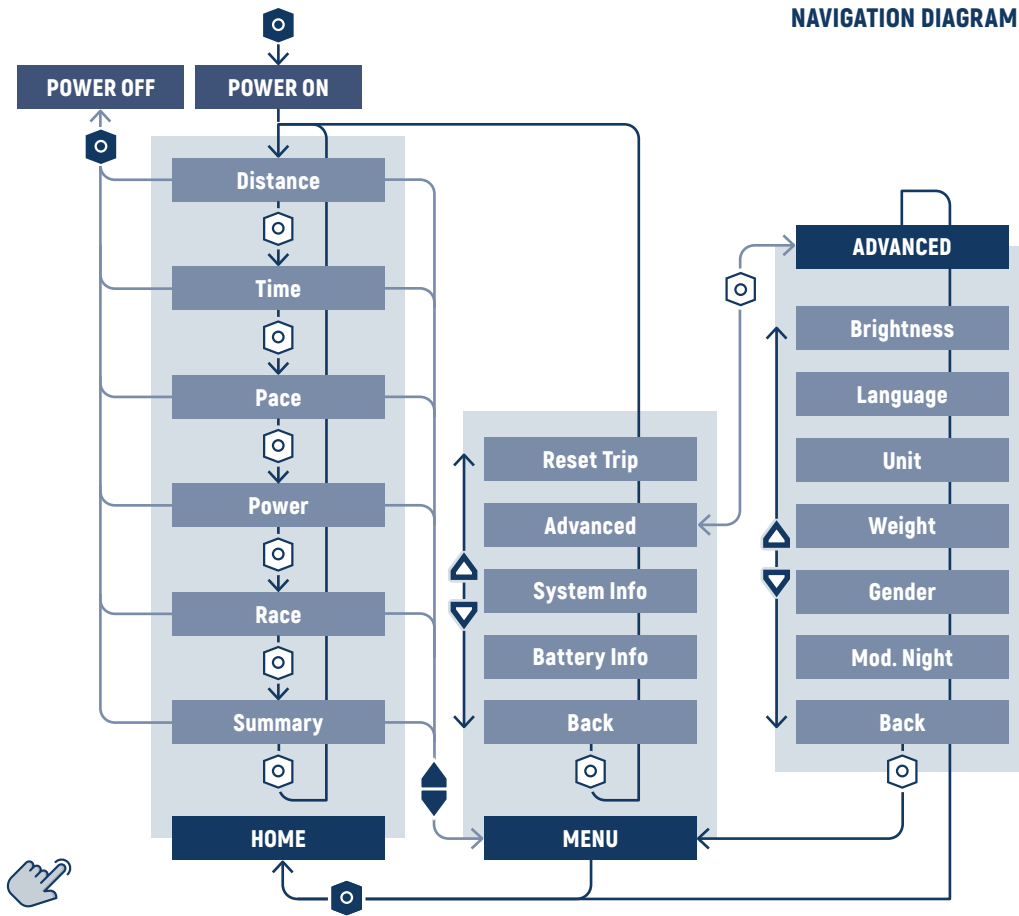 NAVIGATION DIAGRAM
POWER OFF
POWER ON
Distance
Time
Pace
Power
Race
Summary
HOME
Reset Trip
Advanced
System Info
Battery Info
Back
MENU
ADVANCED
Brightness
Language
Unit
Weight
Gender
Mod. Night
Back